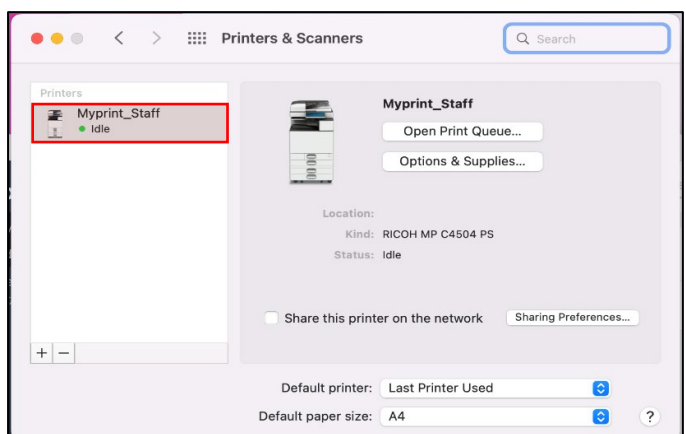 Printers & Scanners
Search
Printers
Myprint_Staff
Idle
Myprint_Staff
Open Print Queue...
Options & Supplies...
Location:
Kind: RICOH MP C4504 PS
Status: Idle
Share this printer on the network
Sharing Preferences...
+ −
Default printer: Last Printer Used
Default paper size: A4
?